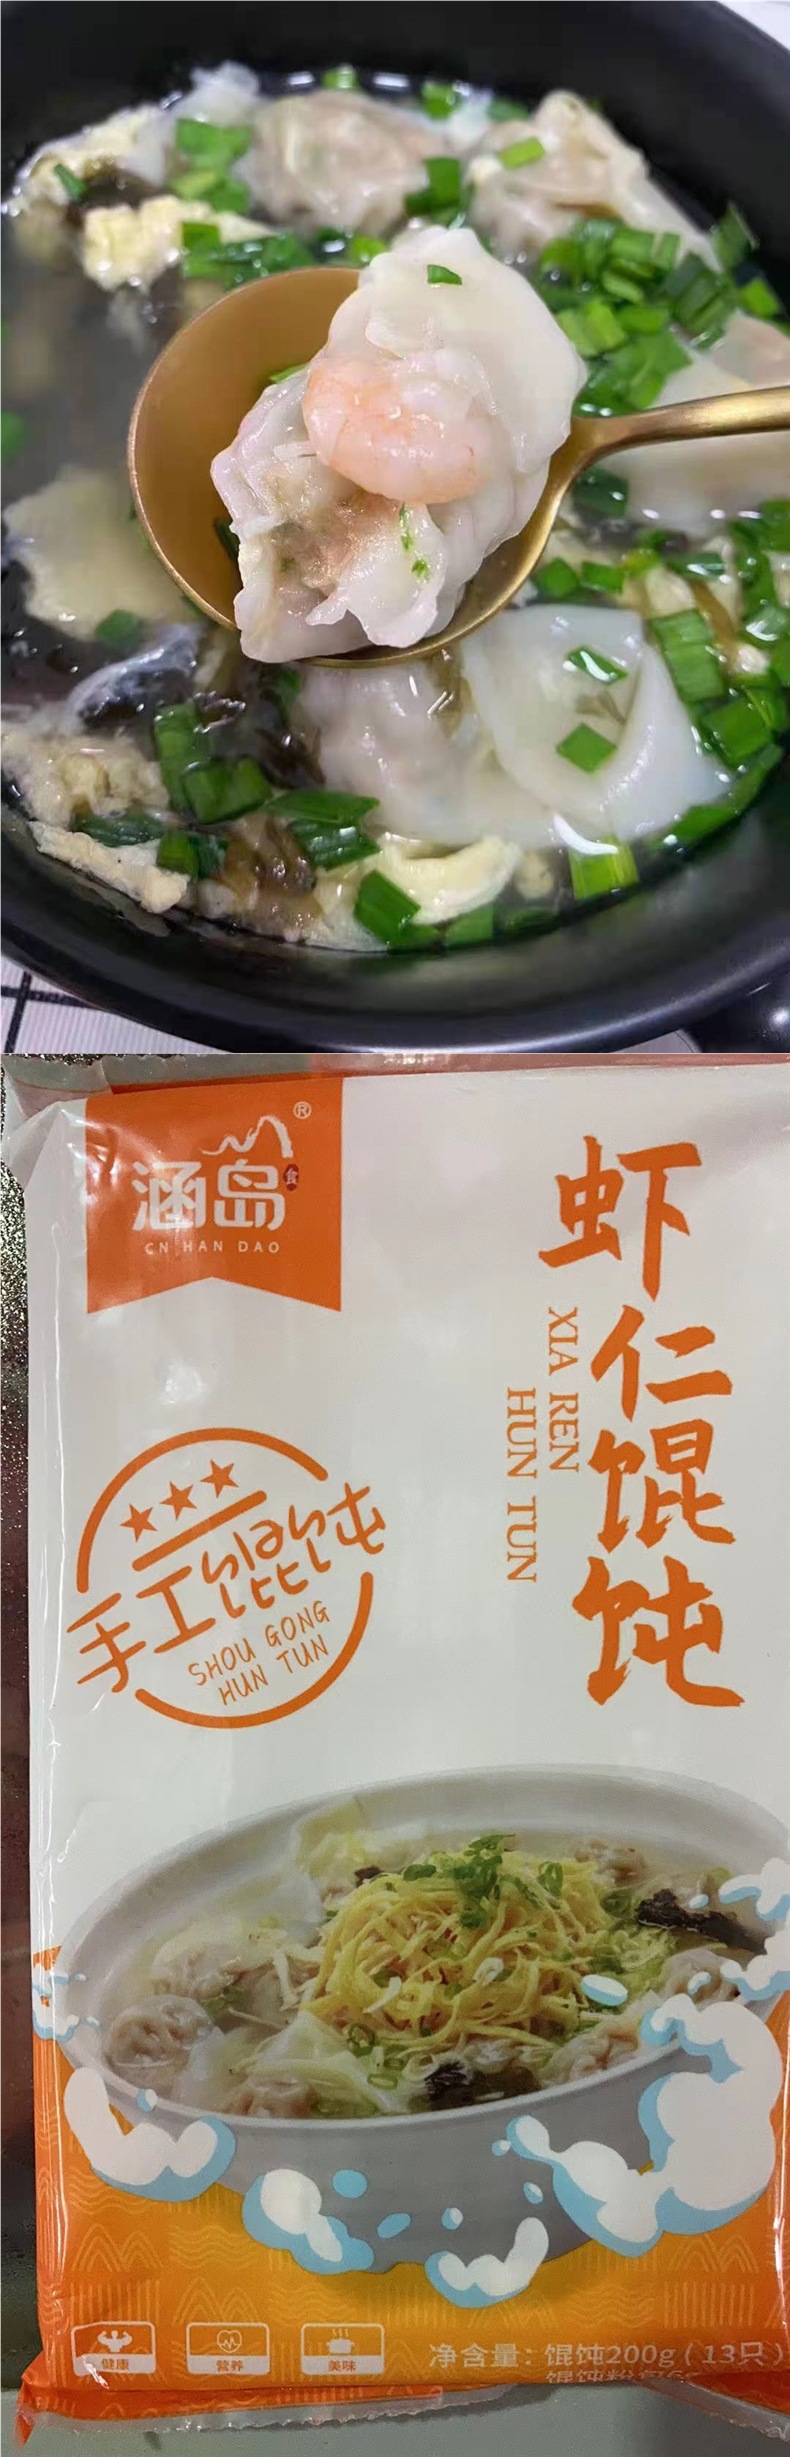 ®
涵岛
食
CN HAN DAO
虾仁馄饨
XIA REN
HUN TUN
手工馄饨
SHOU GONG
HUN TUN
健康
营养
美味
净含量：馄饨200g（13只）